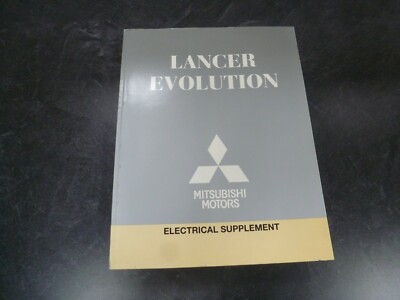 LANCER
EVOLUTION
MITSUBISHI
MOTORS
ELECTRICAL SUPPLEMENT